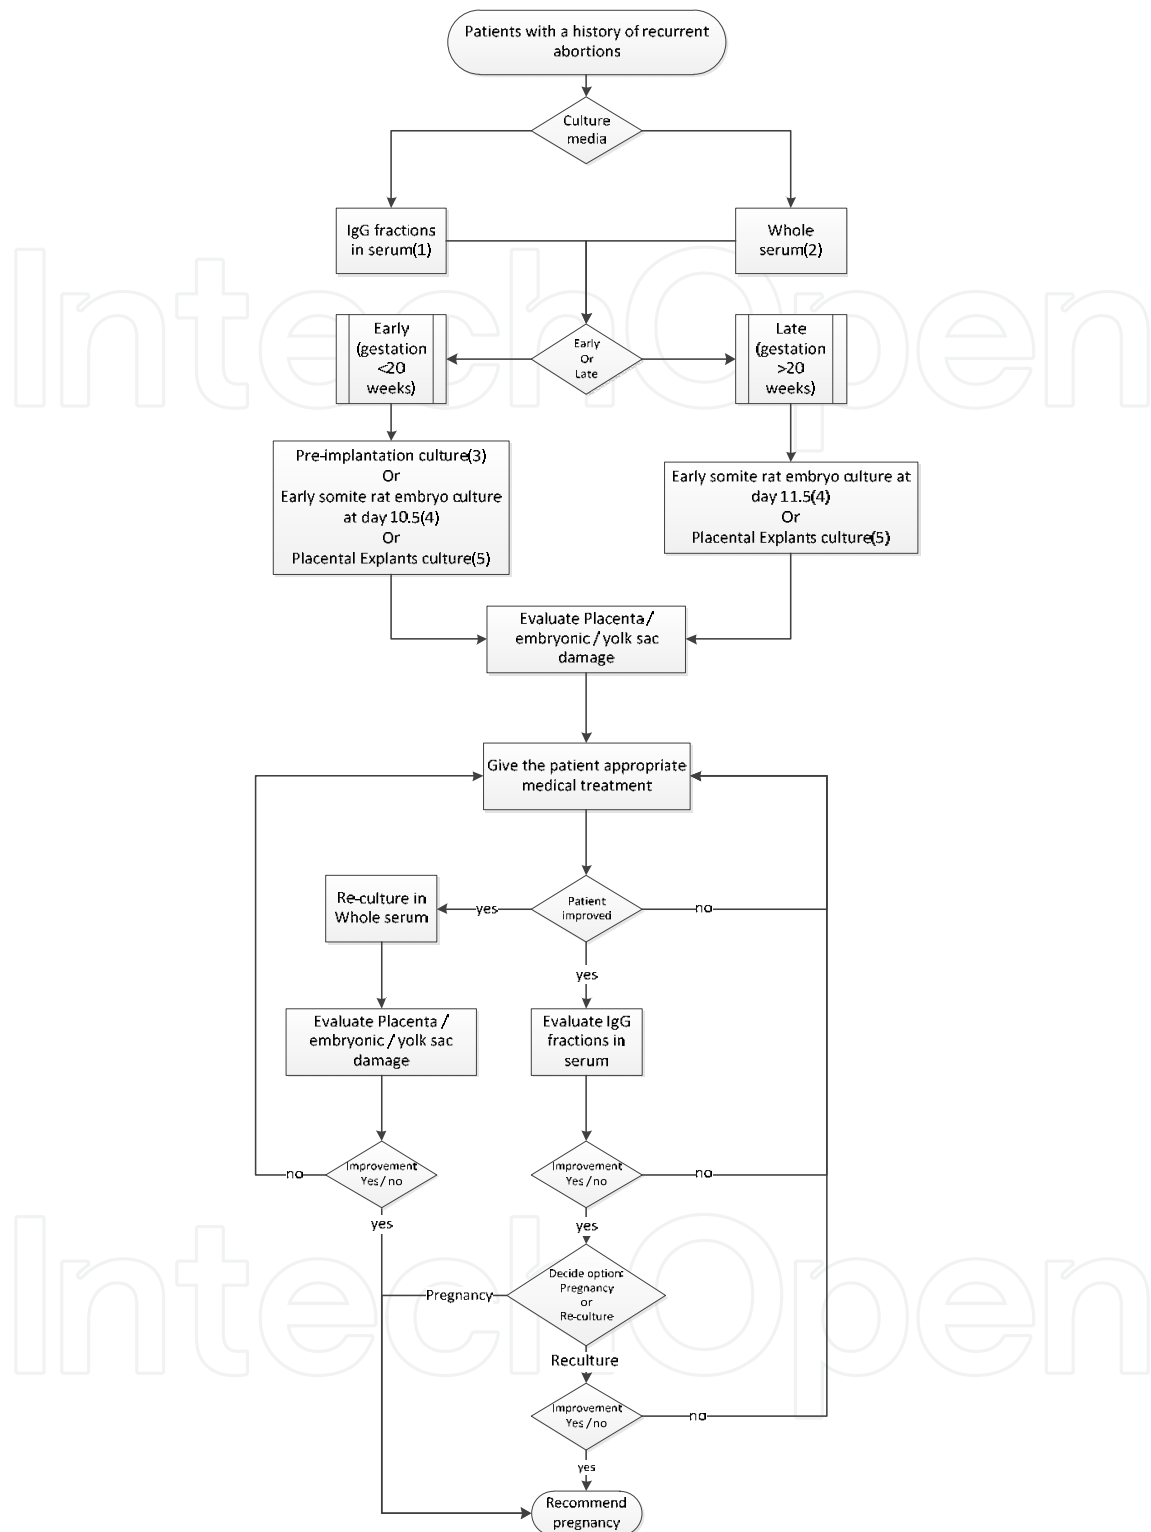 Patients with a history of recurrent
abortions
Culture
media
IgG fractions
in serum(1)
Whole
serum(2)
Early
(gestation
<20
weeks)
Early
Or
Late
Late
(gestation
>20
weeks)
Pre-implantation culture(3)
Or
Early somite rat embryo culture
at day 10.5(4)
Or
Placental Explants culture(5)
Early somite rat embryo culture at
day 11.5(4)
Or
Placental Explants culture(5)
Evaluate Placenta /
embryonic / yolk sac
damage
Give the patient appropriate
medical treatment
Re-culture in
Whole serum
yes
Patient
improved
no
yes
Evaluate Placenta /
embryonic / yolk sac
damage
Evaluate IgG
fractions in
serum
no
Improvement
Yes / no
Improvement
Yes / no
no
yes
yes
Pregnancy
Decide option:
Pregnancy
or
Re-culture
Reculture
Improvement
Yes / no
no
yes
Recommend
pregnancy
IntechOpen
IntechOpen